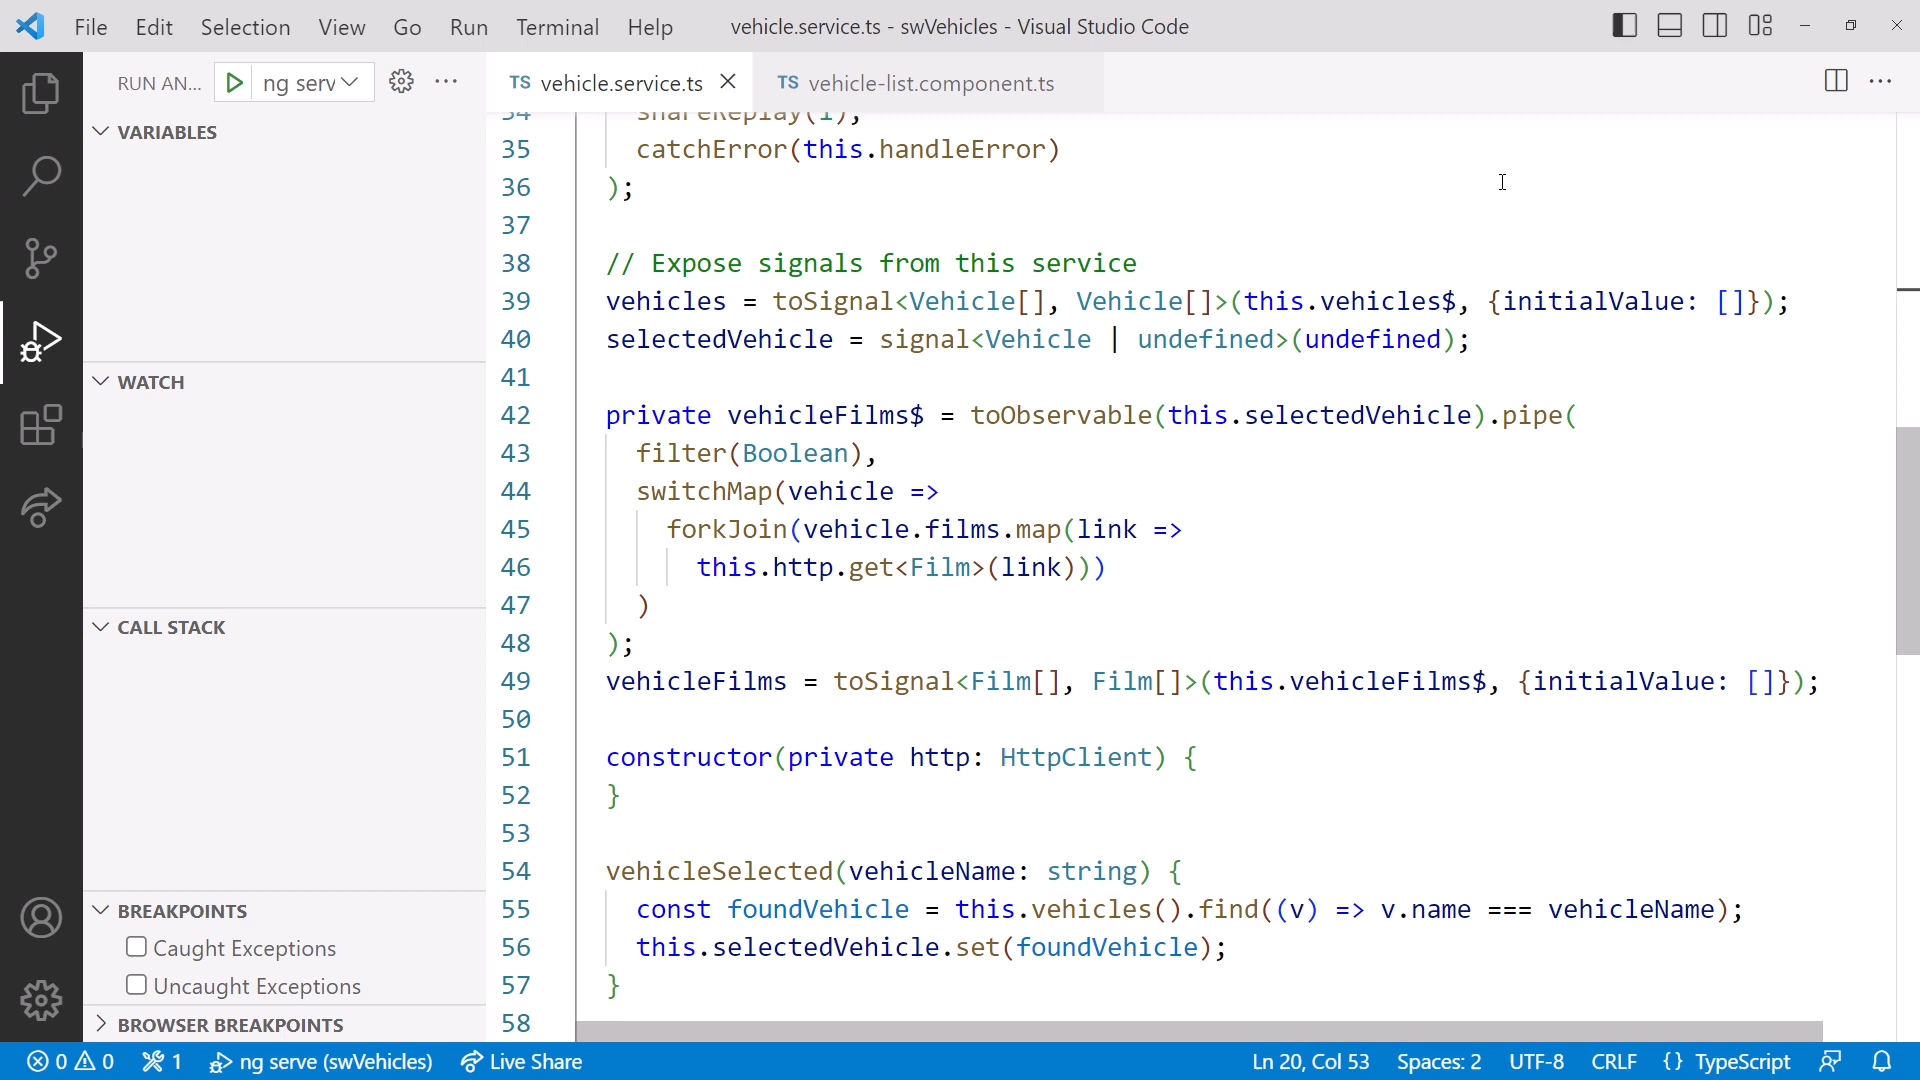 File Edit Selection View Go Run Terminal Help vehicle.service.ts - swVehicles - Visual Studio Code
RUN AN... ng serv
TS vehicle.service.ts TS vehicle-list.component.ts
VARIABLES
WATCH
CALL STACK
BREAKPOINTS
Caught Exceptions
Uncaught Exceptions
BROWSER BREAKPOINTS
34 shareReplay(1),
35 catchError(this.handleError)
36 );
37
38 // Expose signals from this service
39 vehicles = toSignal<Vehicle[], Vehicle[]>(this.vehicles$, {initialValue: []});
40 selectedVehicle = signal<Vehicle | undefined>(undefined);
41
42 private vehicleFilms$ = toObservable(this.selectedVehicle).pipe(
43 filter(Boolean),
44 switchMap(vehicle =>
45 forkJoin(vehicle.films.map(link =>
46 this.http.get<Film>(link)))
47 )
48 );
49 vehicleFilms = toSignal<Film[], Film[]>(this.vehicleFilms$, {initialValue: []});
50
51 constructor(private http: HttpClient) {
52 }
53
54 vehicleSelected(vehicleName: string) {
55 const foundVehicle = this.vehicles().find((v) => v.name === vehicleName);
56 this.selectedVehicle.set(foundVehicle);
57 }
58
0 0 1 ng serve (swVehicles) Live Share Ln 20, Col 53 Spaces: 2 UTF-8 CRLF {} TypeScript